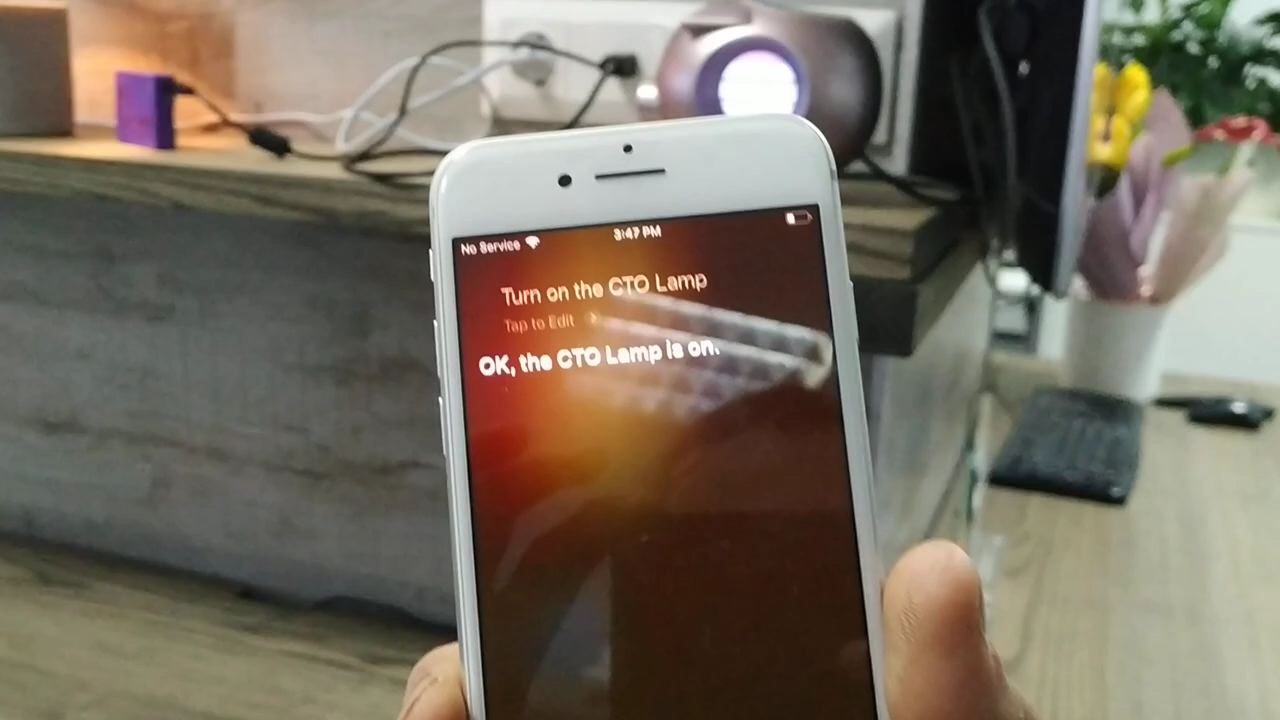 No Service
3:47 PM
Turn on the CTO Lamp
Tap to Edit
OK, the CTO Lamp is on.